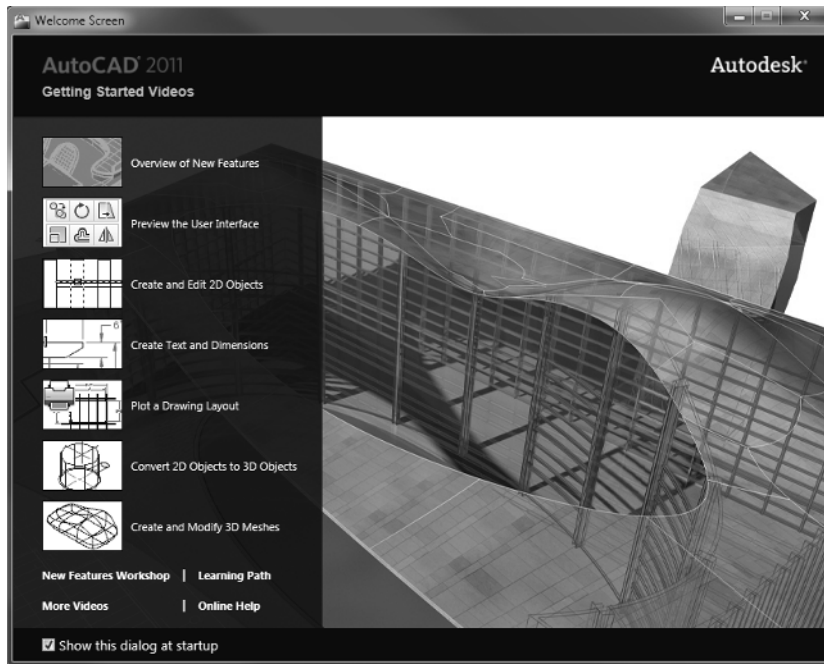 Welcome Screen
AutoCAD® 2011
Autodesk®
Getting Started Videos
Overview of New Features
Preview the User Interface
Create and Edit 2D Objects
6
Create Text and Dimensions
Plot a Drawing Layout
Convert 2D Objects to 3D Objects
Create and Modify 3D Meshes
New Features Workshop | Learning Path
More Videos | Online Help
Show this dialog at startup